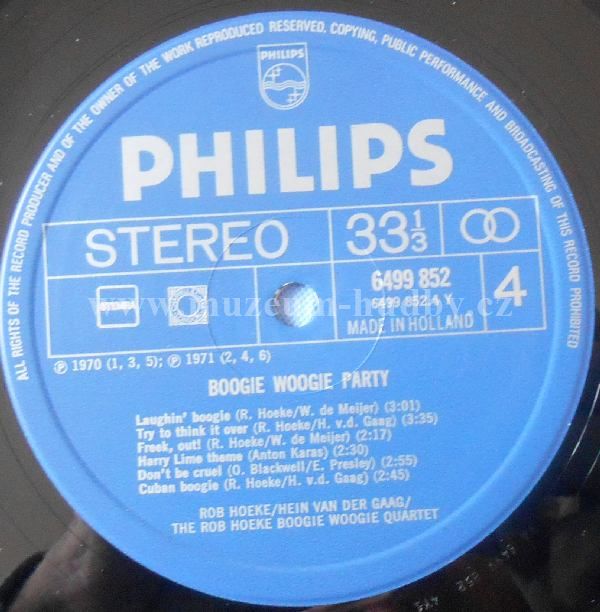 ALL RIGHTS OF THE RECORD PRODUCER AND OF THE OWNER OF THE WORK REPRODUCED RESERVED. COPYING, PUBLIC PERFORMANCE AND BROADCASTING OF THIS RECORD PROHIBITED
PHILIPS
PHILIPS
STEREO 33 1/3
6499 852 4
6499 852.4 Y
MADE IN HOLLAND
℗ 1970 (1, 3, 5); ℗ 1971 (2, 4, 6)
BOOGIE WOOGIE PARTY
Laughin' boogie (R. Hoeke/W. de Meijer) (3:01)
Try to think it over (R. Hoeke/H. v.d. Gaag) (3:35)
Freek, out! (R. Hoeke/W. de Meijer) (2:17)
Harry Lime theme (Anton Karas) (2:30)
Don't be cruel (O. Blackwell/E. Presley) (2:55)
Cuban boogie (R. Hoeke/H. v.d. Gaag) (2:45)
ROB HOEKE/HEIN VAN DER GAAG/
THE ROB HOEKE BOOGIE WOOGIE QUARTET
www.muzeum-hudby.cz